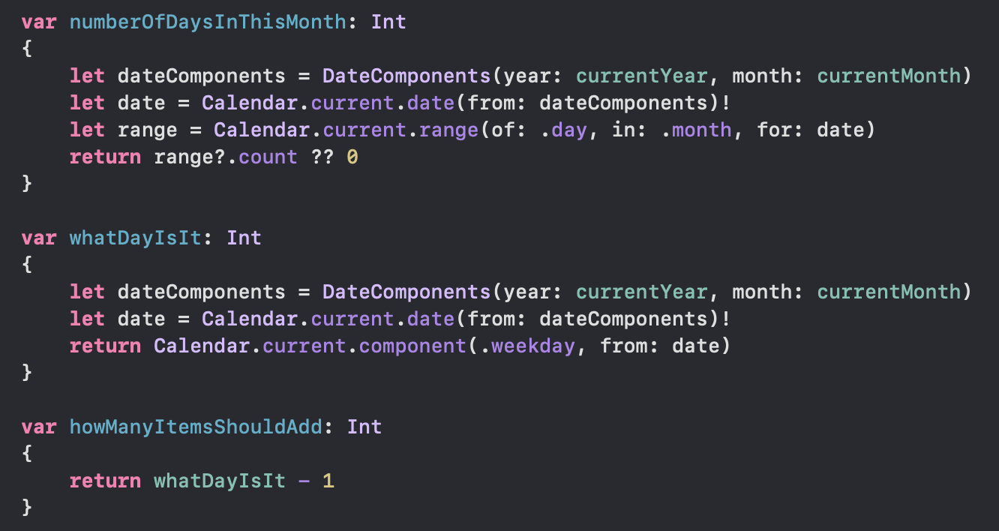 var numberOfDaysInThisMonth: Int
{
    let dateComponents = DateComponents(year: currentYear, month: currentMonth)
    let date = Calendar.current.date(from: dateComponents)!
    let range = Calendar.current.range(of: .day, in: .month, for: date)
    return range?.count ?? 0
}

var whatDayIsIt: Int
{
    let dateComponents = DateComponents(year: currentYear, month: currentMonth)
    let date = Calendar.current.date(from: dateComponents)!
    return Calendar.current.component(.weekday, from: date)
}

var howManyItemsShouldAdd: Int
{
    return whatDayIsIt - 1
}